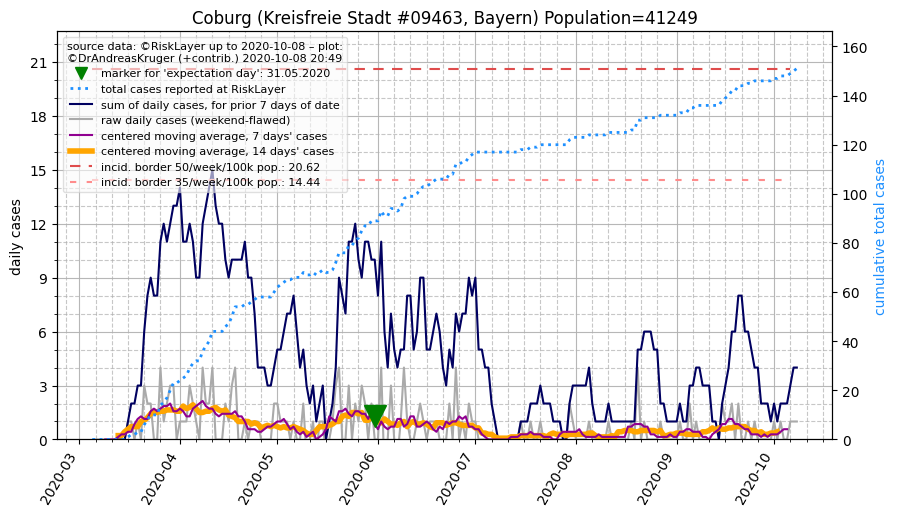 Coburg (Kreisfreie Stadt #09463, Bayern) Population=41249
source data: ©RiskLayer up to 2020-10-08 – plot:
©DrAndreasKruger (+contrib.) 2020-10-08 20:49
marker for 'expectation day': 31.05.2020
total cases reported at RiskLayer
sum of daily cases, for prior 7 days of date
raw daily cases (weekend-flawed)
centered moving average, 7 days' cases
centered moving average, 14 days' cases
incid. border 50/week/100k pop.: 20.62
incid. border 35/week/100k pop.: 14.44
daily cases
21
18
15
12
9
6
3
0
cumulative total cases
160
140
120
100
80
60
40
20
0
2020-03
2020-04
2020-05
2020-06
2020-07
2020-08
2020-09
2020-10